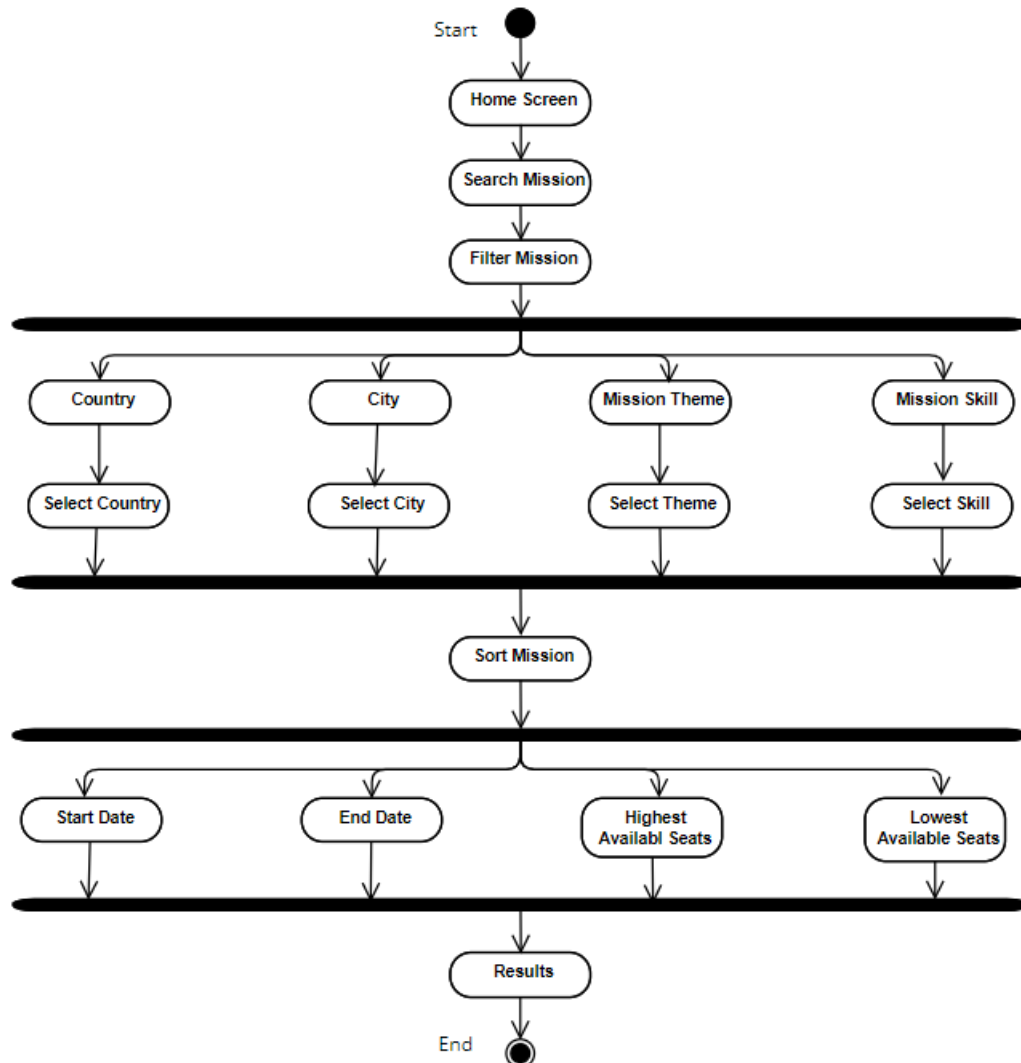 Start
Home Screen
Search Mission
Filter Mission
Country
City
Mission Theme
Mission Skill
Select Country
Select City
Select Theme
Select Skill
Sort Mission
Start Date
End Date
Highest
Availabl Seats
Lowest
Available Seats
Results
End